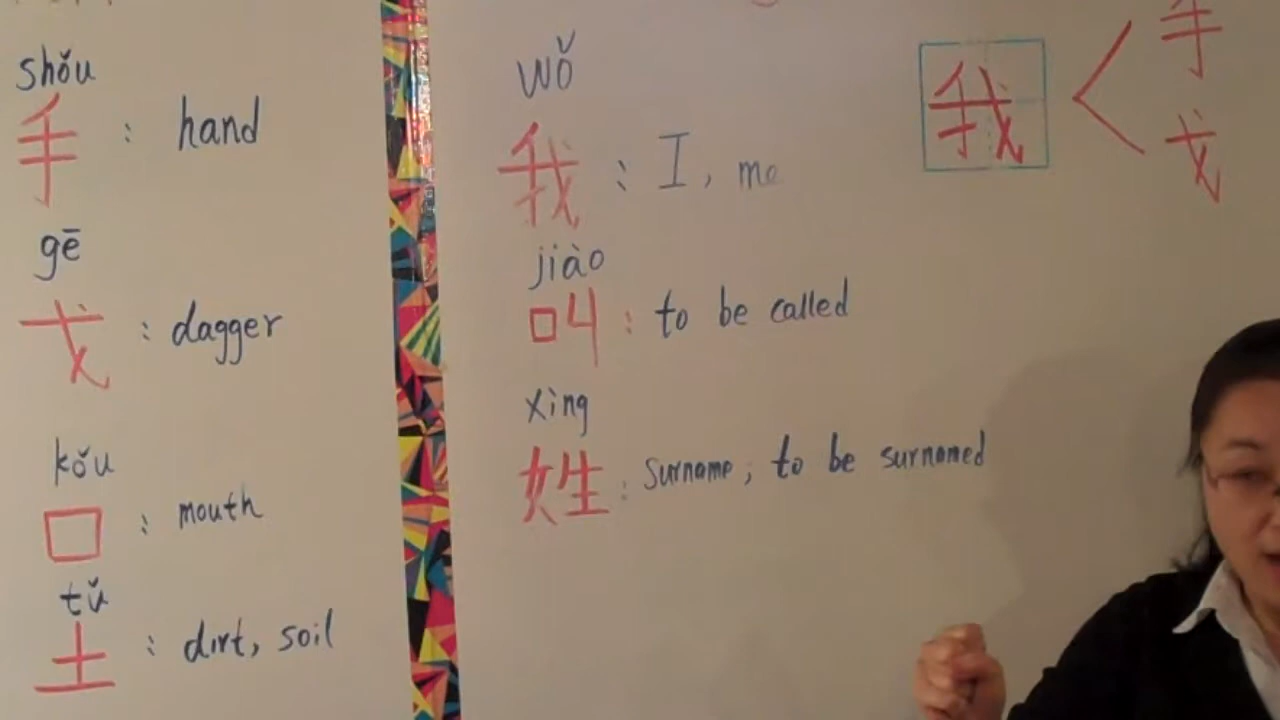 shǒu
手 : hand
gē
戈 : dagger
kǒu
口 : mouth
tǔ
土 : dirt, soil
wǒ
我 : I, me
jiào
叫 : to be called
xìng
姓 : surname; to be surnamed
我 < 手
戈